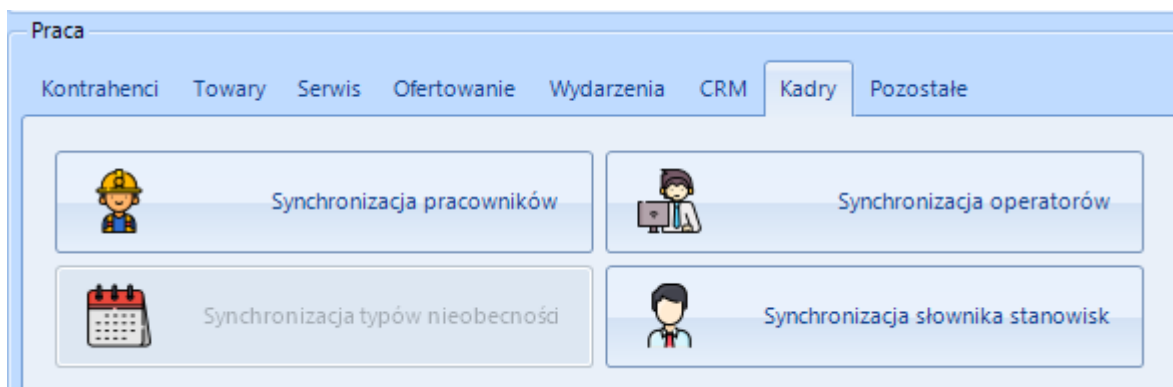 Praca
Kontrahenci Towary Serwis Ofertowanie Wydarzenia CRM Kadry Pozostałe
Synchronizacja pracowników Synchronizacja operatorów
Synchronizacja typów nieobecności Synchronizacja słownika stanowisk